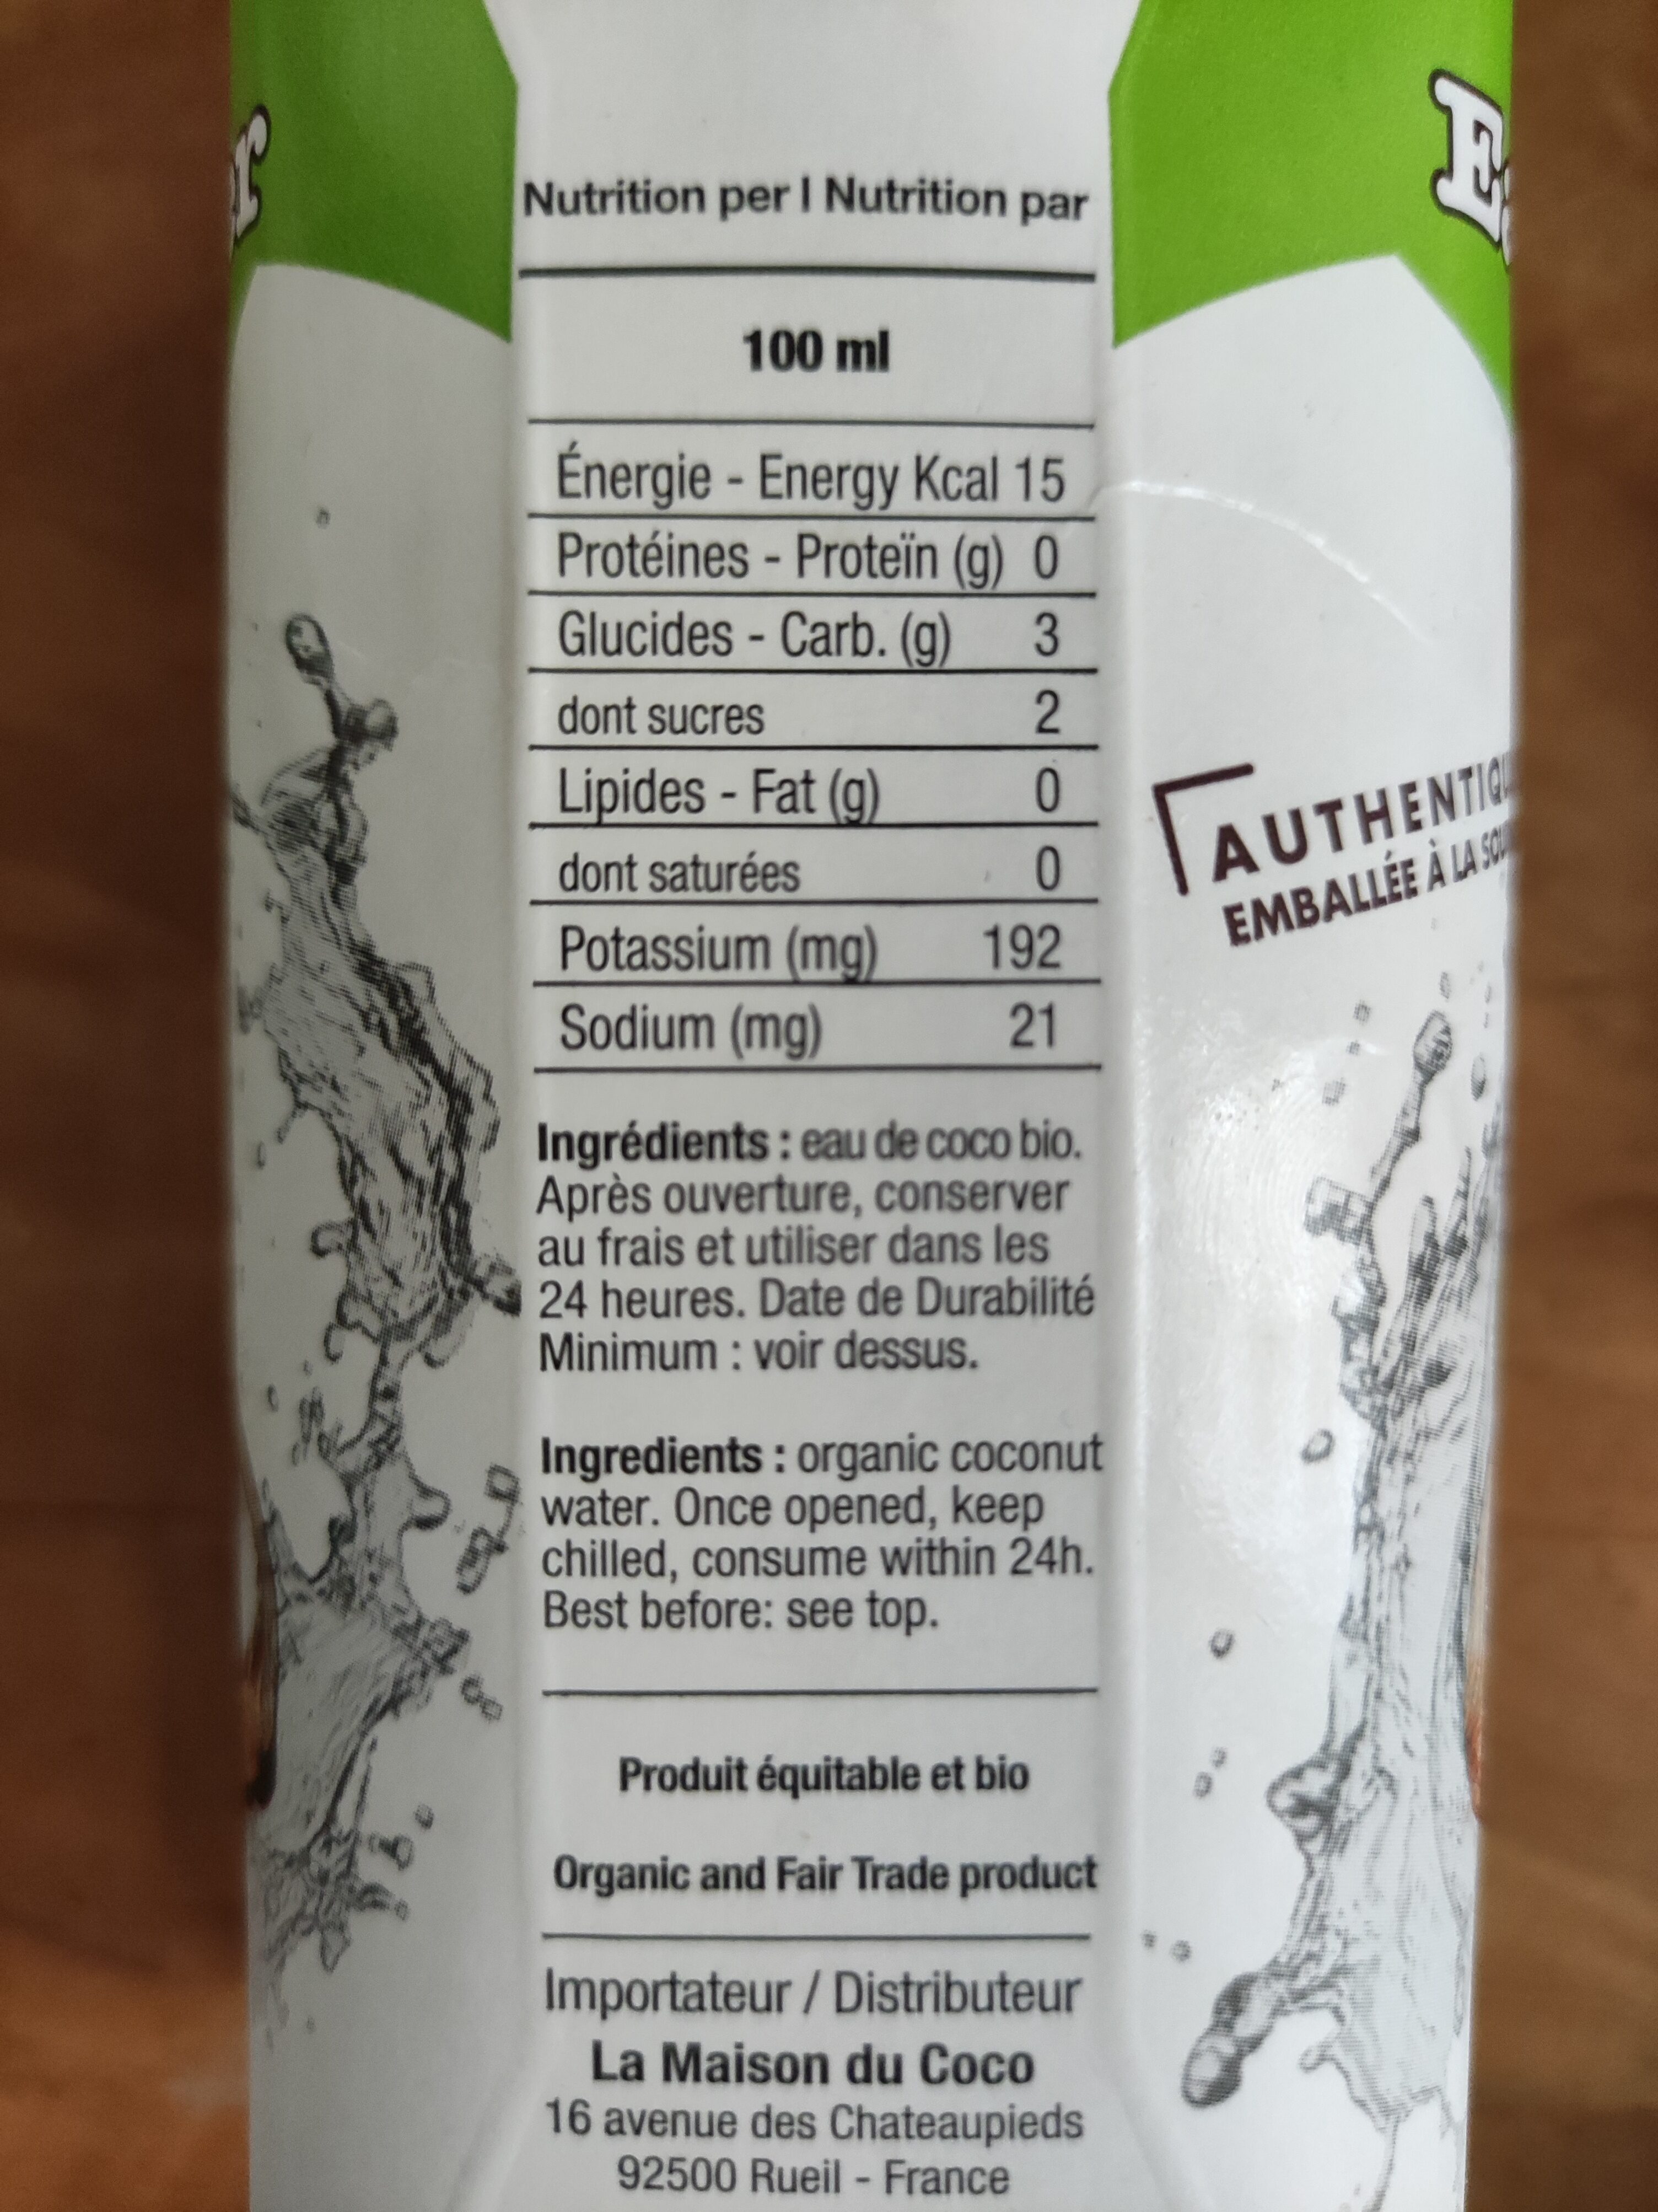 Nutrition per | Nutrition par
100 ml
Énergie - Energy Kcal 15
Protéines - Proteïn (g) 0
Glucides - Carb. (g) 3
dont sucres 2
Lipides - Fat (g) 0
dont saturées 0
Potassium (mg) 192
Sodium (mg) 21
Ingrédients : eau de coco bio.
Après ouverture, conserver
au frais et utiliser dans les
24 heures. Date de Durabilité
Minimum : voir dessus.
Ingredients : organic coconut
water. Once opened, keep
chilled, consume within 24h.
Best before: see top.
Produit équitable et bio
Organic and Fair Trade product
Importateur / Distributeur
La Maison du Coco
16 avenue des Chateaupieds
92500 Rueil - France
EMBALLÉE À LA